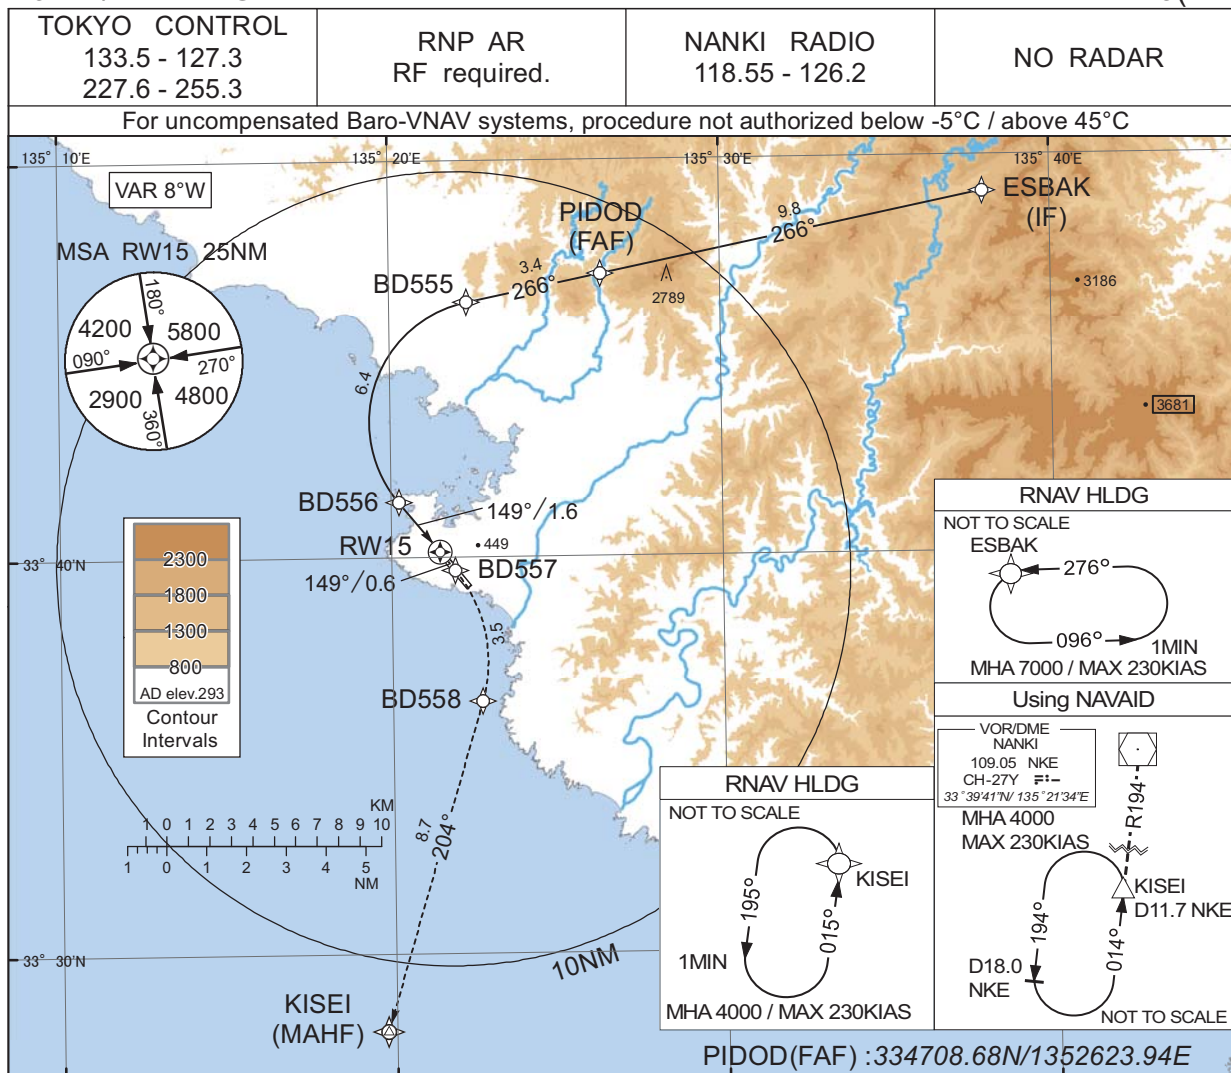 TOKYO CONTROL
133.5 - 127.3
227.6 - 255.3
RNP AR
RF required.
NANKI RADIO
118.55 - 126.2
NO RADAR
For uncompensated Baro-VNAV systems, procedure not authorized below -5°C / above 45°C
135° 10'E
135° 20'E
135° 30'E
135° 40'E
VAR 8°W
MSA RW15 25NM
180°
4200
5800
090°
270°
2900
4800
360°
ESBAK
(IF)
9.8
266°
PIDOD
(FAF)
3.4
266°
BD555
2789
3186
3681
6.4
BD556
149°/1.6
RW15
449
BD557
149°/0.6
33° 40'N
3.5
BD558
2300
1800
1300
800
AD elev.293
Contour
Intervals
KM
1 0 1 2 3 4 5 6 7 8 9 10
1 0 1 2 3 4 5
NM
8.7
204°
33° 30'N
10NM
KISEI
(MAHF)
RNAV HLDG
NOT TO SCALE
ESBAK
276°
096°
1MIN
MHA 7000 / MAX 230KIAS
Using NAVAID
VOR/DME
NANKI
109.05 NKE
CH-27Y
33°39'41"N/ 135°21'34"E
MHA 4000
MAX 230KIAS
R194
KISEI
D11.7 NKE
194°
014°
D18.0
NKE
NOT TO SCALE
RNAV HLDG
NOT TO SCALE
KISEI
195°
015°
1MIN
MHA 4000 / MAX 230KIAS
PIDOD(FAF) :334708.68N/1352623.94E